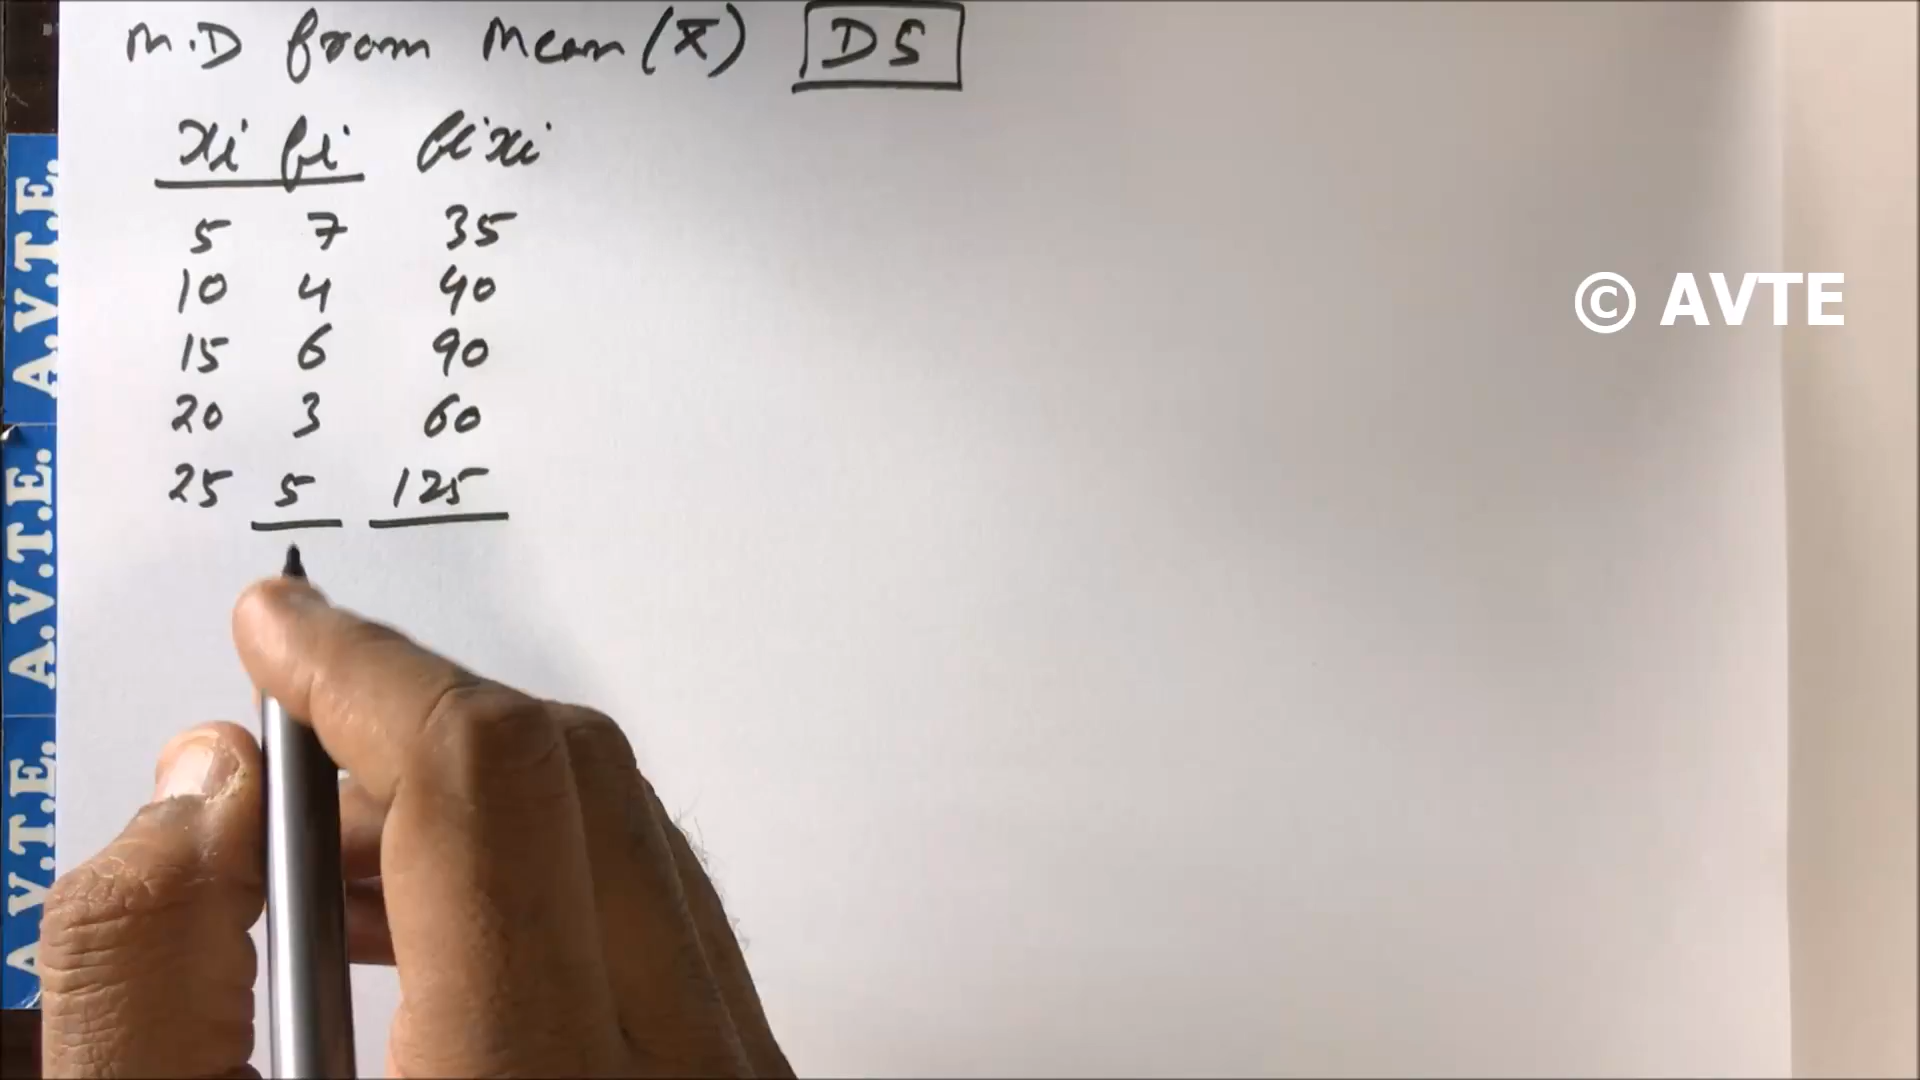 M.D from Mean (x̄) DS
xi fi fixi
5 7 35
10 4 40
15 6 90
20 3 60
25 5 125
© AVTE
A.V.T.E.
A.V.T.E.
A.V.T.E.